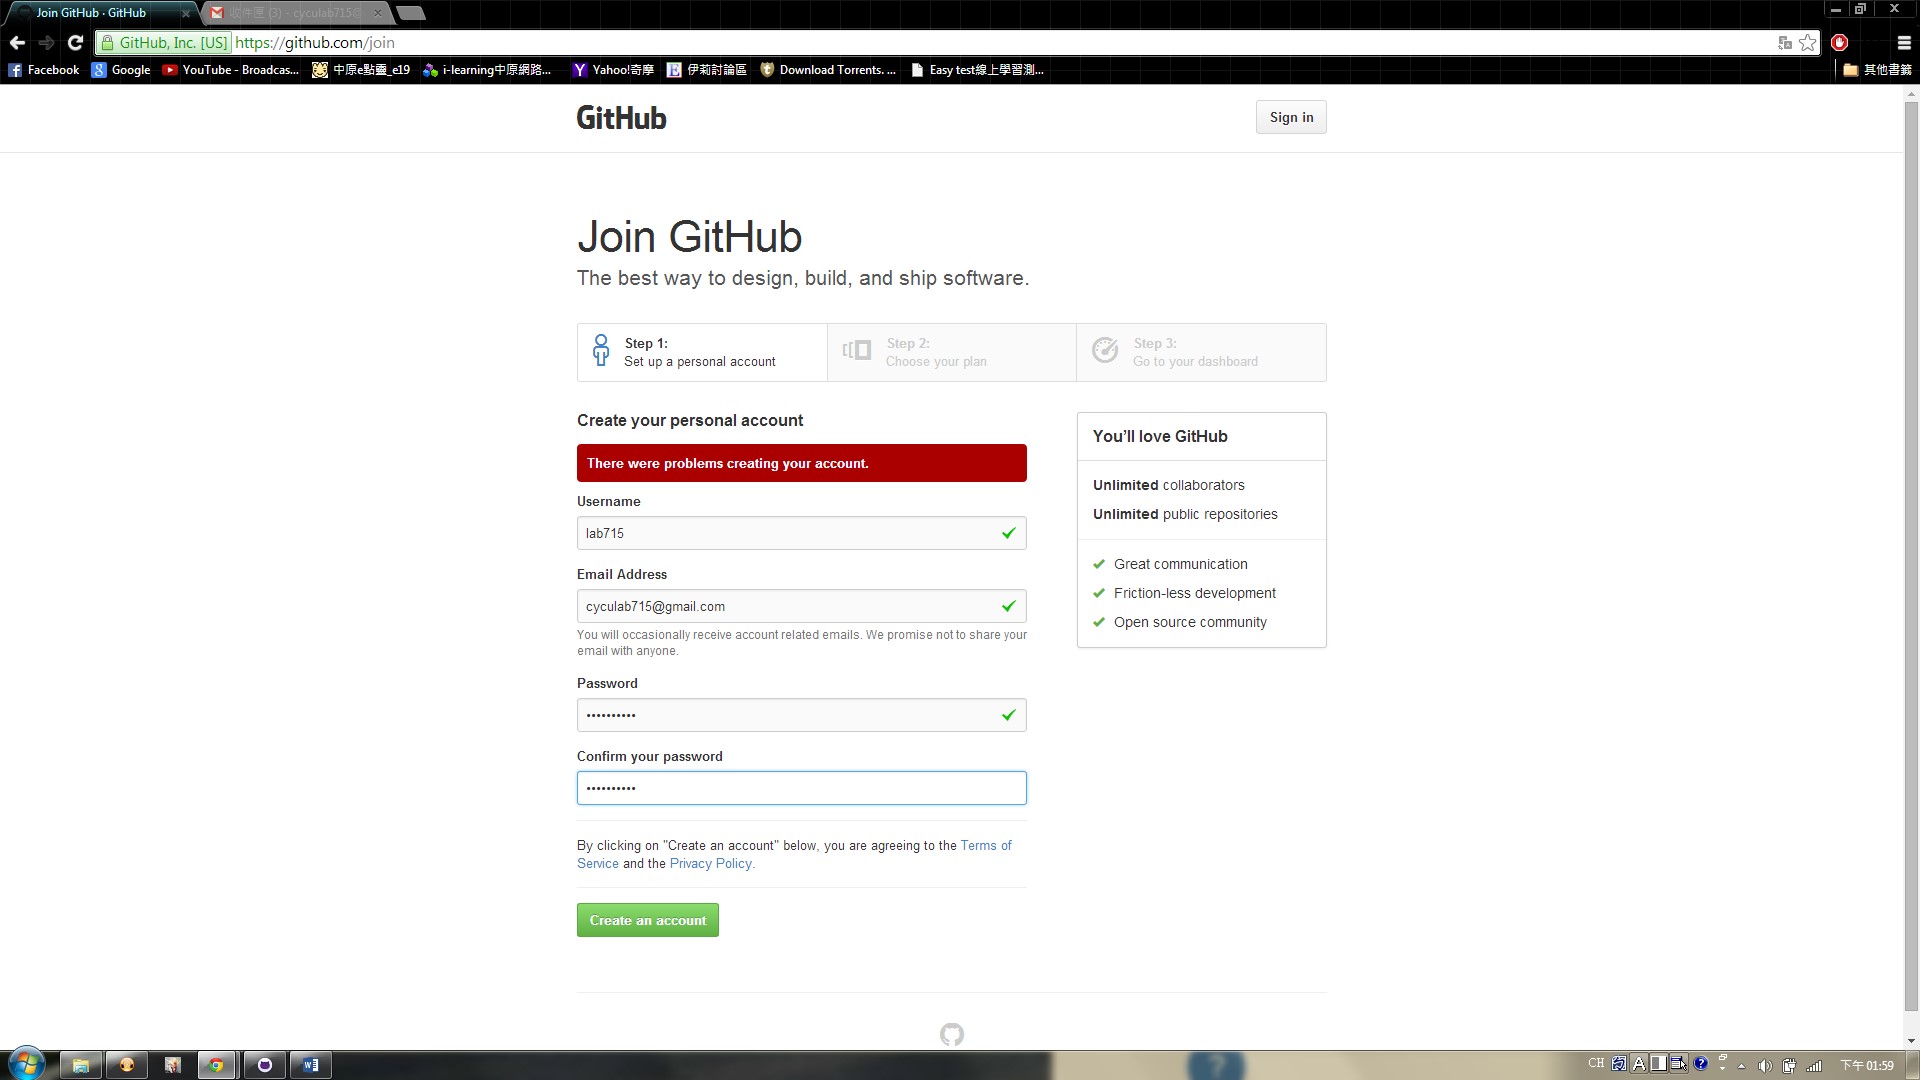 Join GitHub · GitHub
收件匣 (3) - cyculab715@
GitHub, Inc. [US] https://github.com/join
Facebook Google YouTube - Broadcas... 中原e點靈_e19 i-learning中原網路... Yahoo!奇摩 伊莉討論區 Download Torrents. ... Easy test線上學習測... 其他書籤
GitHub
Sign in
Join GitHub
The best way to design, build, and ship software.
Step 1:
Set up a personal account
Step 2:
Choose your plan
Step 3:
Go to your dashboard
Create your personal account
There were problems creating your account.
Username
lab715
Email Address
cyculab715@gmail.com
You will occasionally receive account related emails. We promise not to share your
email with anyone.
Password
••••••••••
Confirm your password
••••••••••
By clicking on "Create an account" below, you are agreeing to the Terms of
Service and the Privacy Policy.
Create an account
You'll love GitHub
Unlimited collaborators
Unlimited public repositories
Great communication
Friction-less development
Open source community
CH
下午 01:59